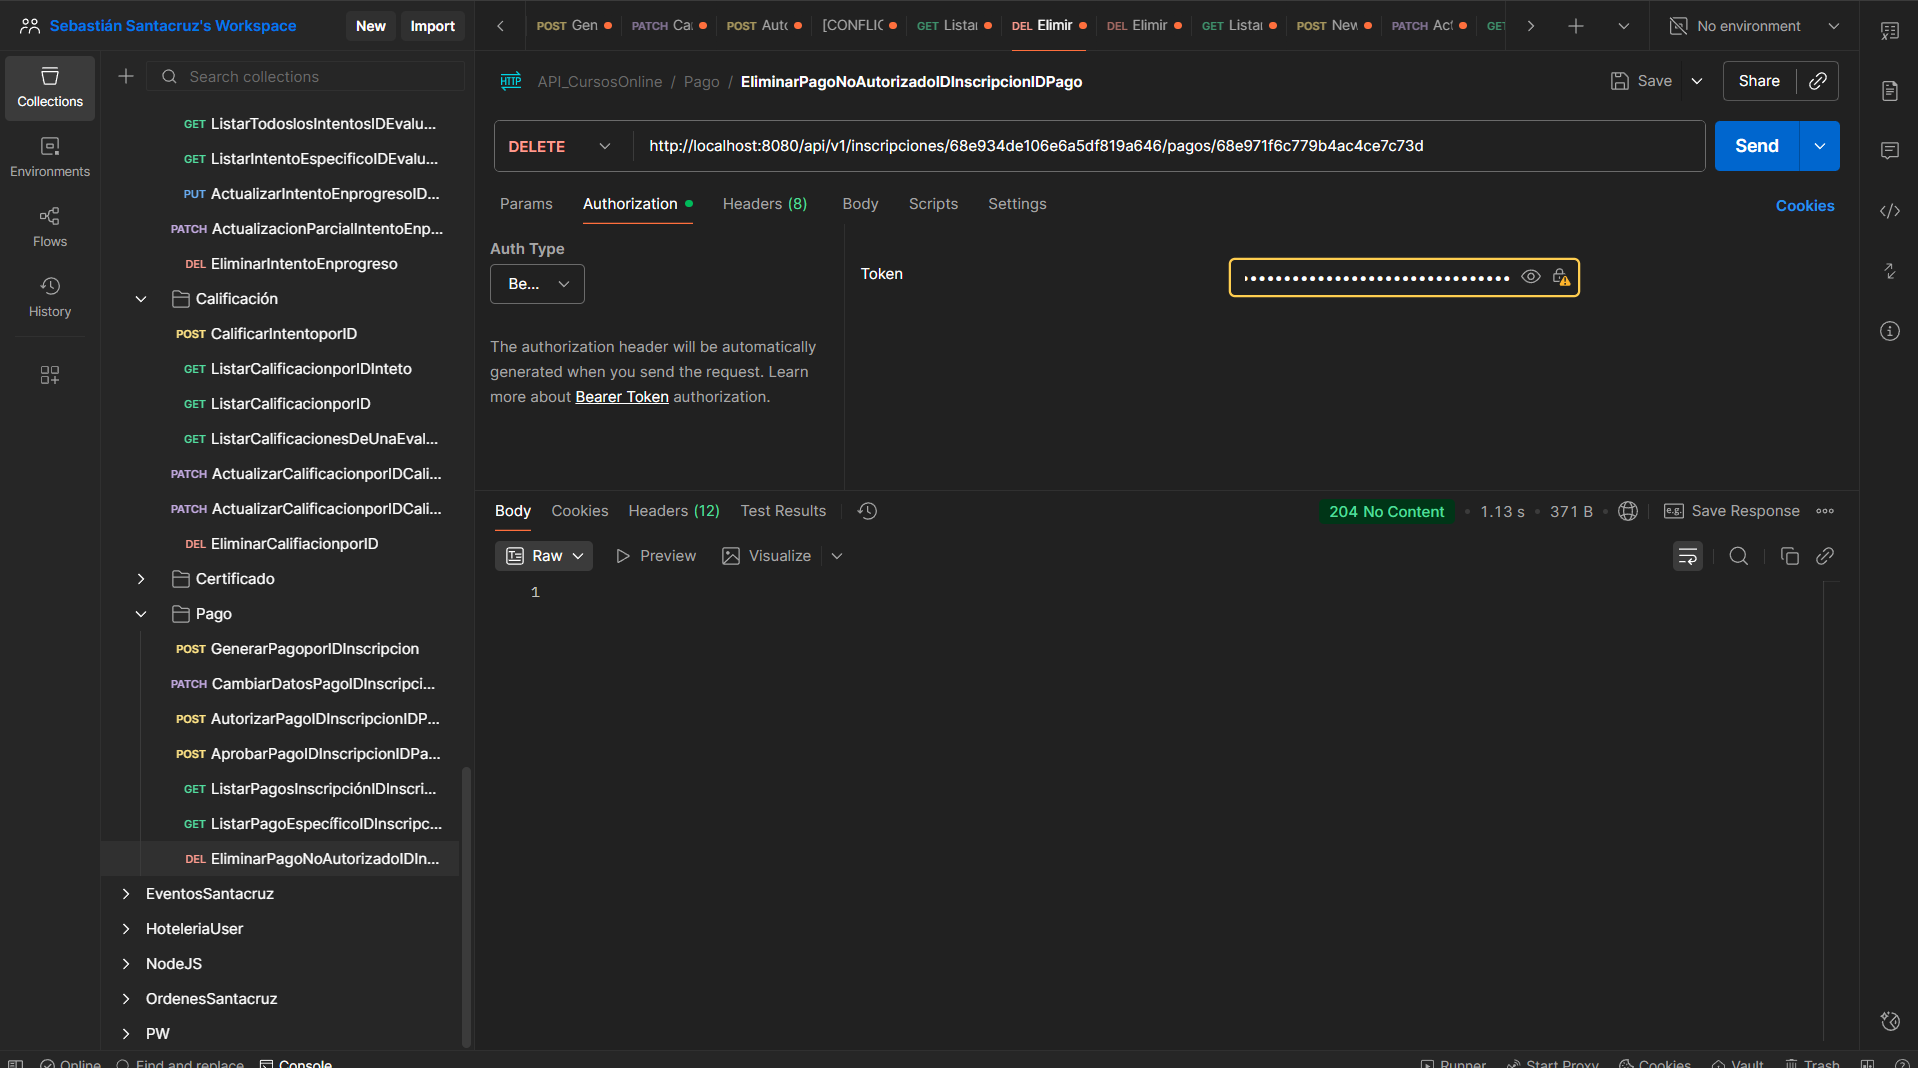 Sebastián Santacruz's Workspace
New
Import
POST Gen
PATCH Ca
POST Auto
[CONFLIC
GET Lista
DEL Elimir
DEL Elimir
GET Lista
POST New
PATCH Act
GET
No environment
Collections
Environments
Flows
History
Search collections
GET ListarTodoslosIntentosIDEvalu...
GET ListarIntentoEspecificoIDEvalu...
PUT ActualizarIntentoEnprogresoID...
PATCH ActualizacionParcialIntentoEnp...
DEL EliminarIntentoEnprogreso
Calificación
POST CalificarIntentoporID
GET ListarCalificacionporIDInteto
GET ListarCalificacionporID
GET ListarCalificacionesDeUnaEval...
PATCH ActualizarCalificacionporIDCali...
PATCH ActualizarCalificacionporIDCali...
DEL EliminarCalifiacionporID
Certificado
Pago
POST GenerarPagoporIDInscripcion
PATCH CambiarDatosPagoIDInscripci...
POST AutorizarPagoIDInscripcionIDP...
POST AprobarPagoIDInscripcionIDPa...
GET ListarPagosInscripciónIDInscri...
GET ListarPagoEspecíficoIDInscripc...
DEL EliminarPagoNoAutorizadoIDIn...
EventosSantacruz
HoteleriaUser
NodeJS
OrdenesSantacruz
PW
HTTP API_CursosOnline / Pago / EliminarPagoNoAutorizadoIDInscripcionIDPago
Save
Share
DELETE
http://localhost:8080/api/v1/inscripciones/68e934de106e6a5df819a646/pagos/68e971f6c779b4ac4ce7c73d
Send
Params
Authorization
Headers (8)
Body
Scripts
Settings
Cookies
Auth Type
Be...
The authorization header will be automatically
generated when you send the request. Learn
more about Bearer Token authorization.
Token
Body
Cookies
Headers (12)
Test Results
204 No Content
1.13 s
371 B
e.g. Save Response
Raw
Preview
Visualize
1
Online
Find and replace
Console
Runner
Start Proxy
Cookies
Vault
Trash